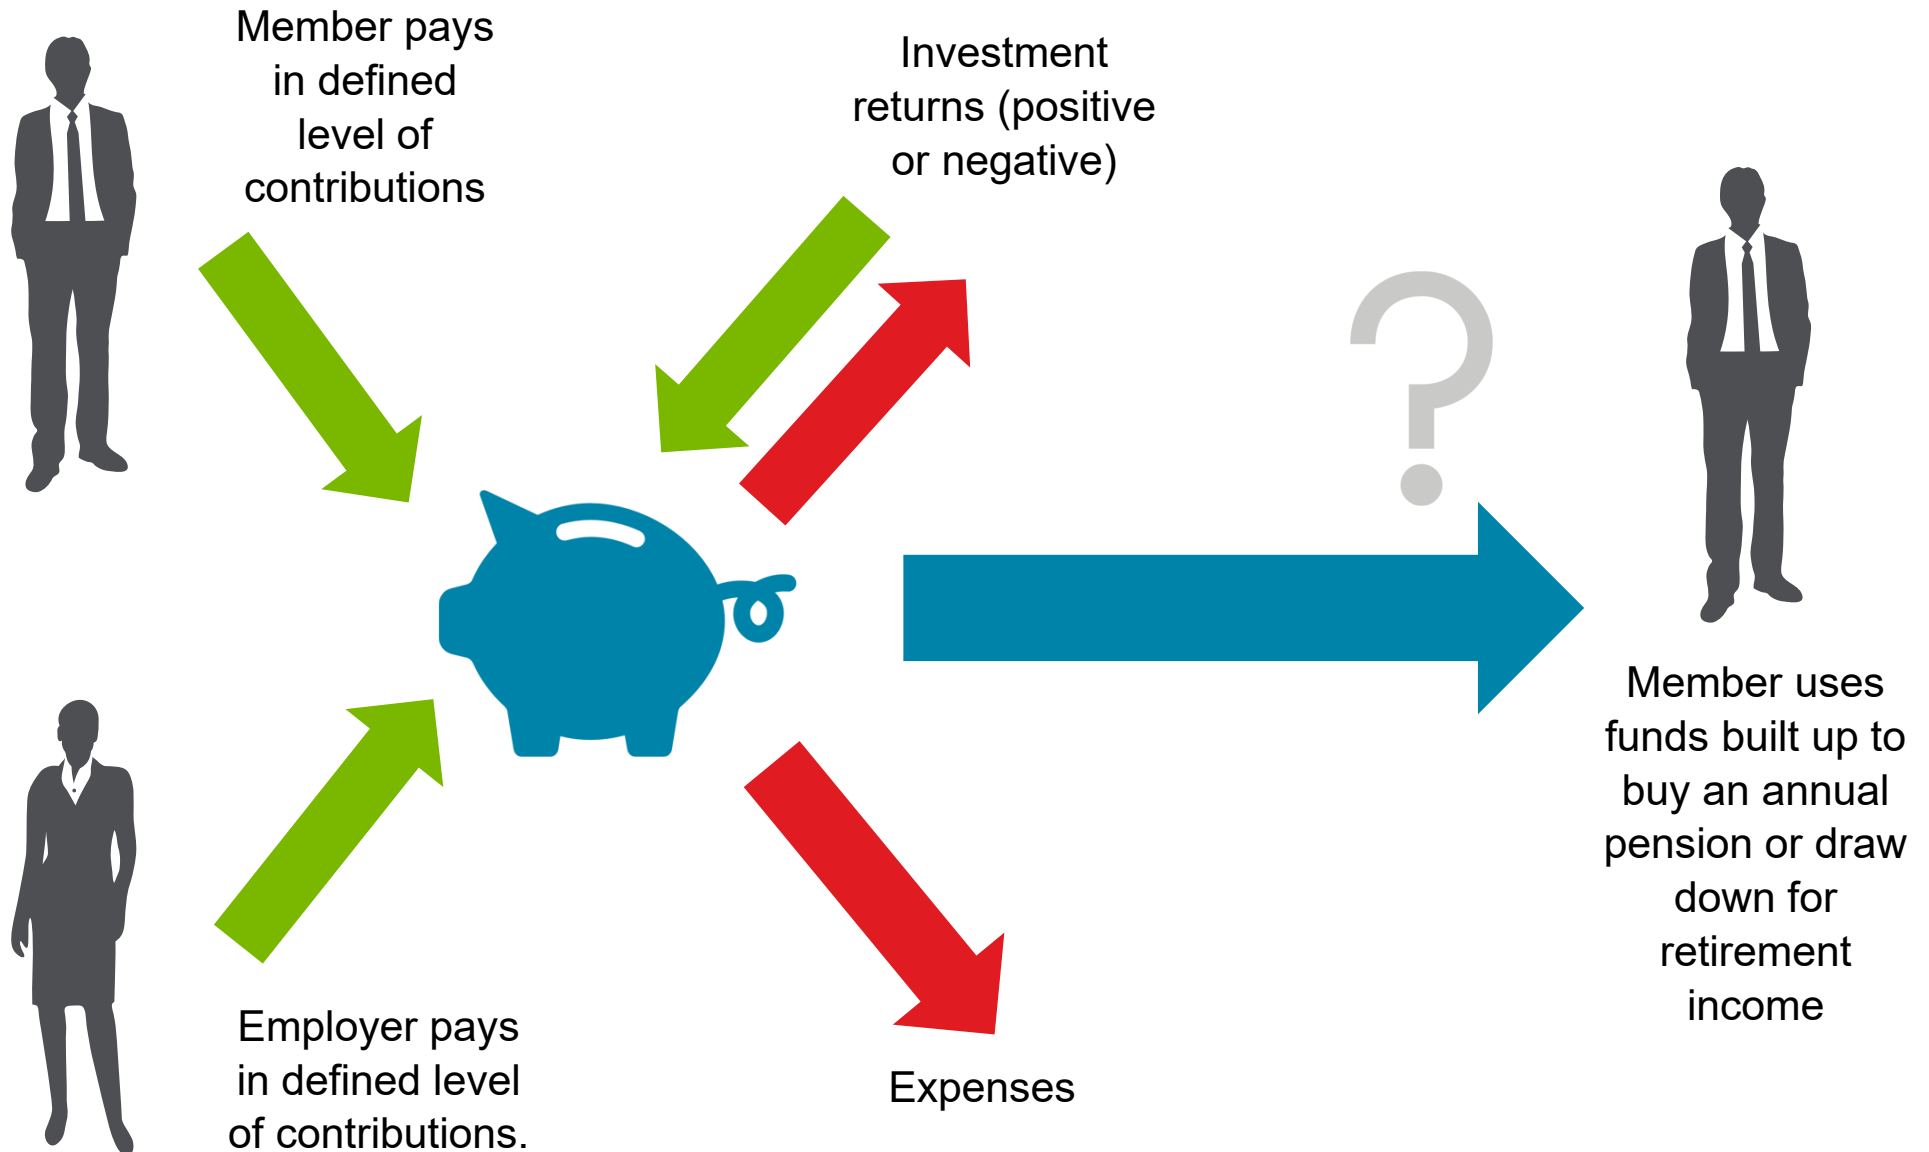 Member pays
in defined
level of
contributions
Investment
returns (positive
or negative)
?
Member uses
funds built up to
buy an annual
pension or draw
down for
retirement
income
Employer pays
in defined level
of contributions.
Expenses